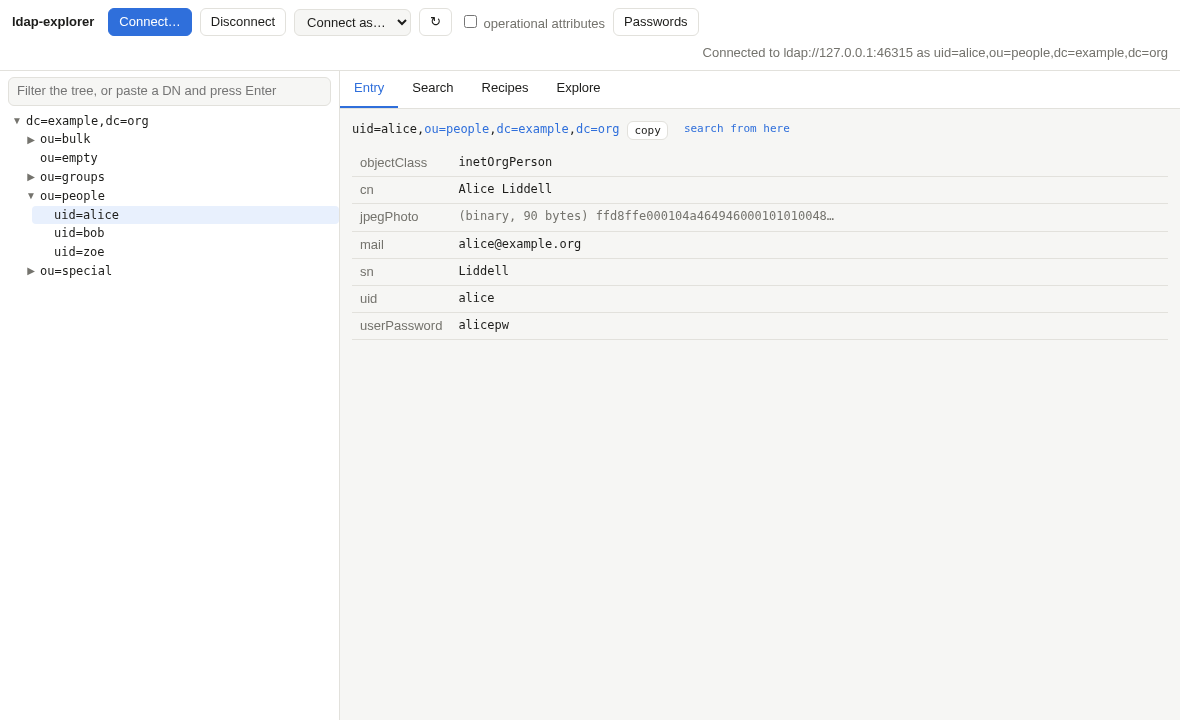 ldap-explorer Connect… Disconnect Connect as… ↻ operational attributes Passwords
Connected to ldap://127.0.0.1:46315 as uid=alice,ou=people,dc=example,dc=org
Filter the tree, or paste a DN and press Enter
▼ dc=example,dc=org
▶ ou=bulk
ou=empty
▶ ou=groups
▼ ou=people
uid=alice
uid=bob
uid=zoe
▶ ou=special
Entry Search Recipes Explore
uid=alice,ou=people,dc=example,dc=org copy search from here
objectClass inetOrgPerson
cn Alice Liddell
jpegPhoto (binary, 90 bytes) ffd8ffe000104a464946000101010048…
mail alice@example.org
sn Liddell
uid alice
userPassword alicepw